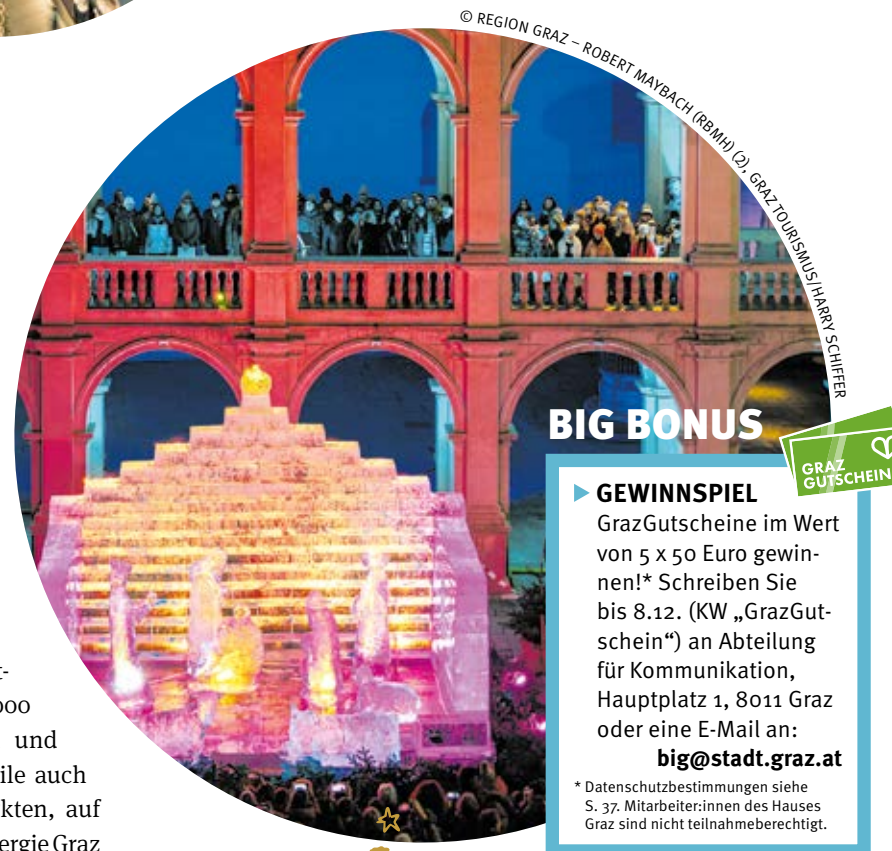 © REGION GRAZ – ROBERT MAYBACH (RBMH) (2), GRAZ TOURISMUS/HARRY SCHIFFER
BIG BONUS
GRAZ
GUTSCHEIN
GEWINNSPIEL
GrazGutscheine im Wert
von 5 x 50 Euro gewin-
nen!* Schreiben Sie
bis 8.12. (KW „GrazGut-
schein“) an Abteilung
für Kommunikation,
Hauptplatz 1, 8011 Graz
oder eine E-Mail an:
big@stadt.graz.at
* Datenschutzbestimmungen siehe
S. 37. Mitarbeiter:innen des Hauses
Graz sind nicht teilnahmeberechtigt.
und
auch
auf
Graz